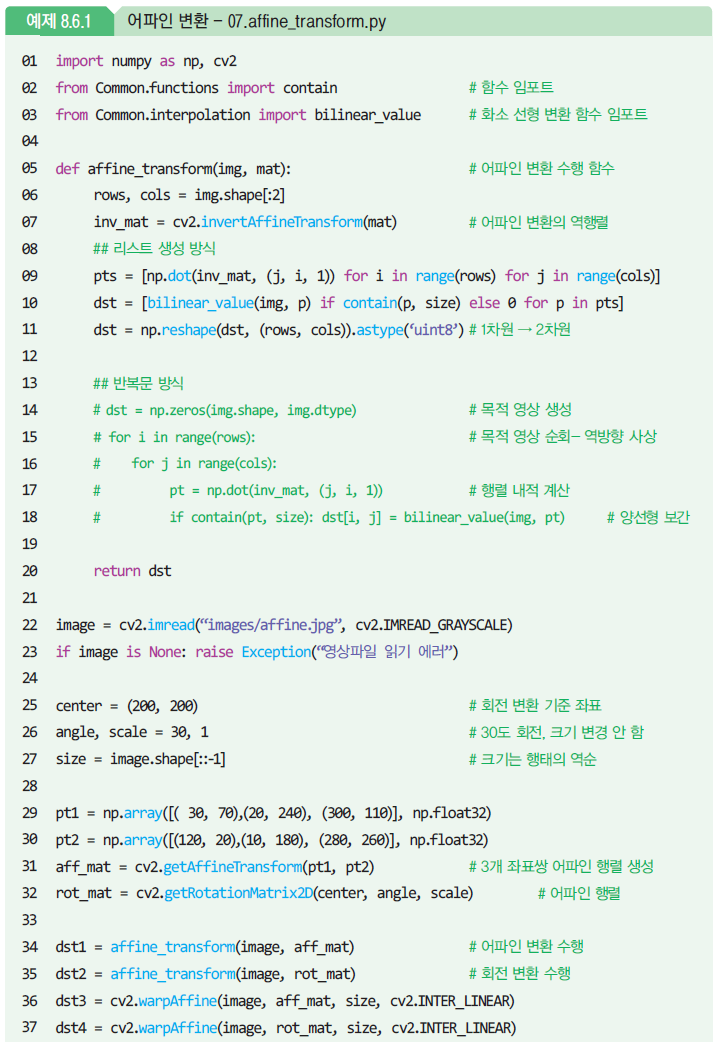 예제 8.6.1 어파인 변환 – 07.affine_transform.py
01 import numpy as np, cv2
02 from Common.functions import contain # 함수 임포트
03 from Common.interpolation import bilinear_value # 화소 선형 변환 함수 임포트
04
05 def affine_transform(img, mat): # 어파인 변환 수행 함수
06 rows, cols = img.shape[:2]
07 inv_mat = cv2.invertAffineTransform(mat) # 어파인 변환의 역행렬
08 ## 리스트 생성 방식
09 pts = [np.dot(inv_mat, (j, i, 1)) for i in range(rows) for j in range(cols)]
10 dst = [bilinear_value(img, p) if contain(p, size) else 0 for p in pts]
11 dst = np.reshape(dst, (rows, cols)).astype(‘uint8’) # 1차원 → 2차원
12
13 ## 반복문 방식
14 # dst = np.zeros(img.shape, img.dtype) # 목적 영상 생성
15 # for i in range(rows): # 목적 영상 순회– 역방향 사상
16 # for j in range(cols):
17 # pt = np.dot(inv_mat, (j, i, 1)) # 행렬 내적 계산
18 # if contain(pt, size): dst[i, j] = bilinear_value(img, pt) # 양선형 보간
19
20 return dst
21
22 image = cv2.imread(“images/affine.jpg”, cv2.IMREAD_GRAYSCALE)
23 if image is None: raise Exception(“영상파일 읽기 에러”)
24
25 center = (200, 200) # 회전 변환 기준 좌표
26 angle, scale = 30, 1 # 30도 회전, 크기 변경 안 함
27 size = image.shape[::-1] # 크기는 행태의 역순
28
29 pt1 = np.array([( 30, 70),(20, 240), (300, 110)], np.float32)
30 pt2 = np.array([(120, 20),(10, 180), (280, 260)], np.float32)
31 aff_mat = cv2.getAffineTransform(pt1, pt2) # 3개 좌표쌍 어파인 행렬 생성
32 rot_mat = cv2.getRotationMatrix2D(center, angle, scale) # 어파인 행렬
33
34 dst1 = affine_transform(image, aff_mat) # 어파인 변환 수행
35 dst2 = affine_transform(image, rot_mat) # 회전 변환 수행
36 dst3 = cv2.warpAffine(image, aff_mat, size, cv2.INTER_LINEAR)
37 dst4 = cv2.warpAffine(image, rot_mat, size, cv2.INTER_LINEAR)